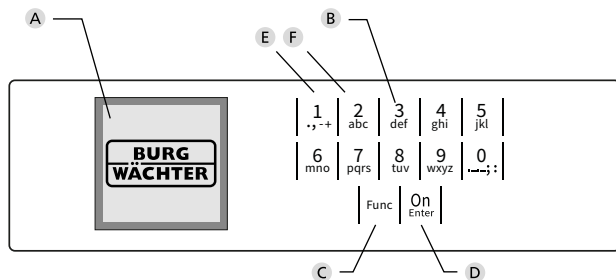 A
E F B
1 2 3 4 5
.,-+ abc def ghi jkl
BURG
WÄCHTER
6 7 8 9 0
mno pqrs tuv wxyz .-_;:
Func On
Enter
C D